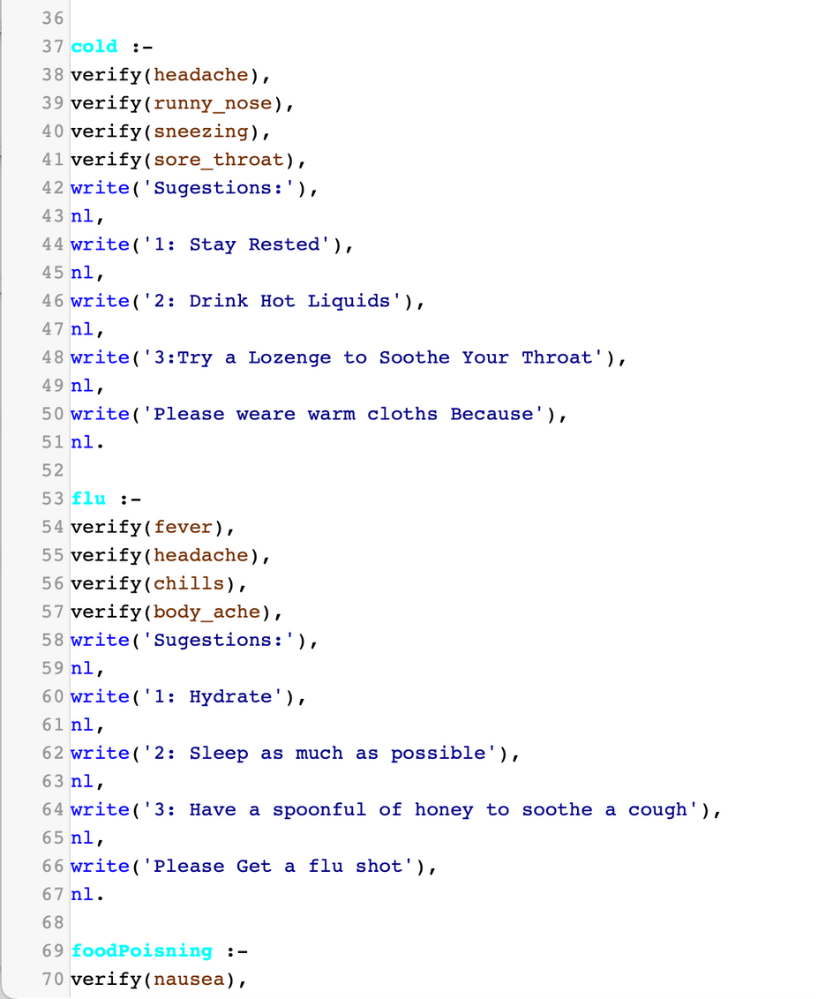 36
37 cold :-
38 verify(headache),
39 verify(runny_nose),
40 verify(sneezing),
41 verify(sore_throat),
42 write('Sugestions:'),
43 nl,
44 write('1: Stay Rested'),
45 nl,
46 write('2: Drink Hot Liquids'),
47 nl,
48 write('3:Try a Lozenge to Soothe Your Throat'),
49 nl,
50 write('Please weare warm cloths Because'),
51 nl.
52
53 flu :-
54 verify(fever),
55 verify(headache),
56 verify(chills),
57 verify(body_ache),
58 write('Sugestions:'),
59 nl,
60 write('1: Hydrate'),
61 nl,
62 write('2: Sleep as much as possible'),
63 nl,
64 write('3: Have a spoonful of honey to soothe a cough'),
65 nl,
66 write('Please Get a flu shot'),
67 nl.
68
69 foodPoisning :-
70 verify(nausea),